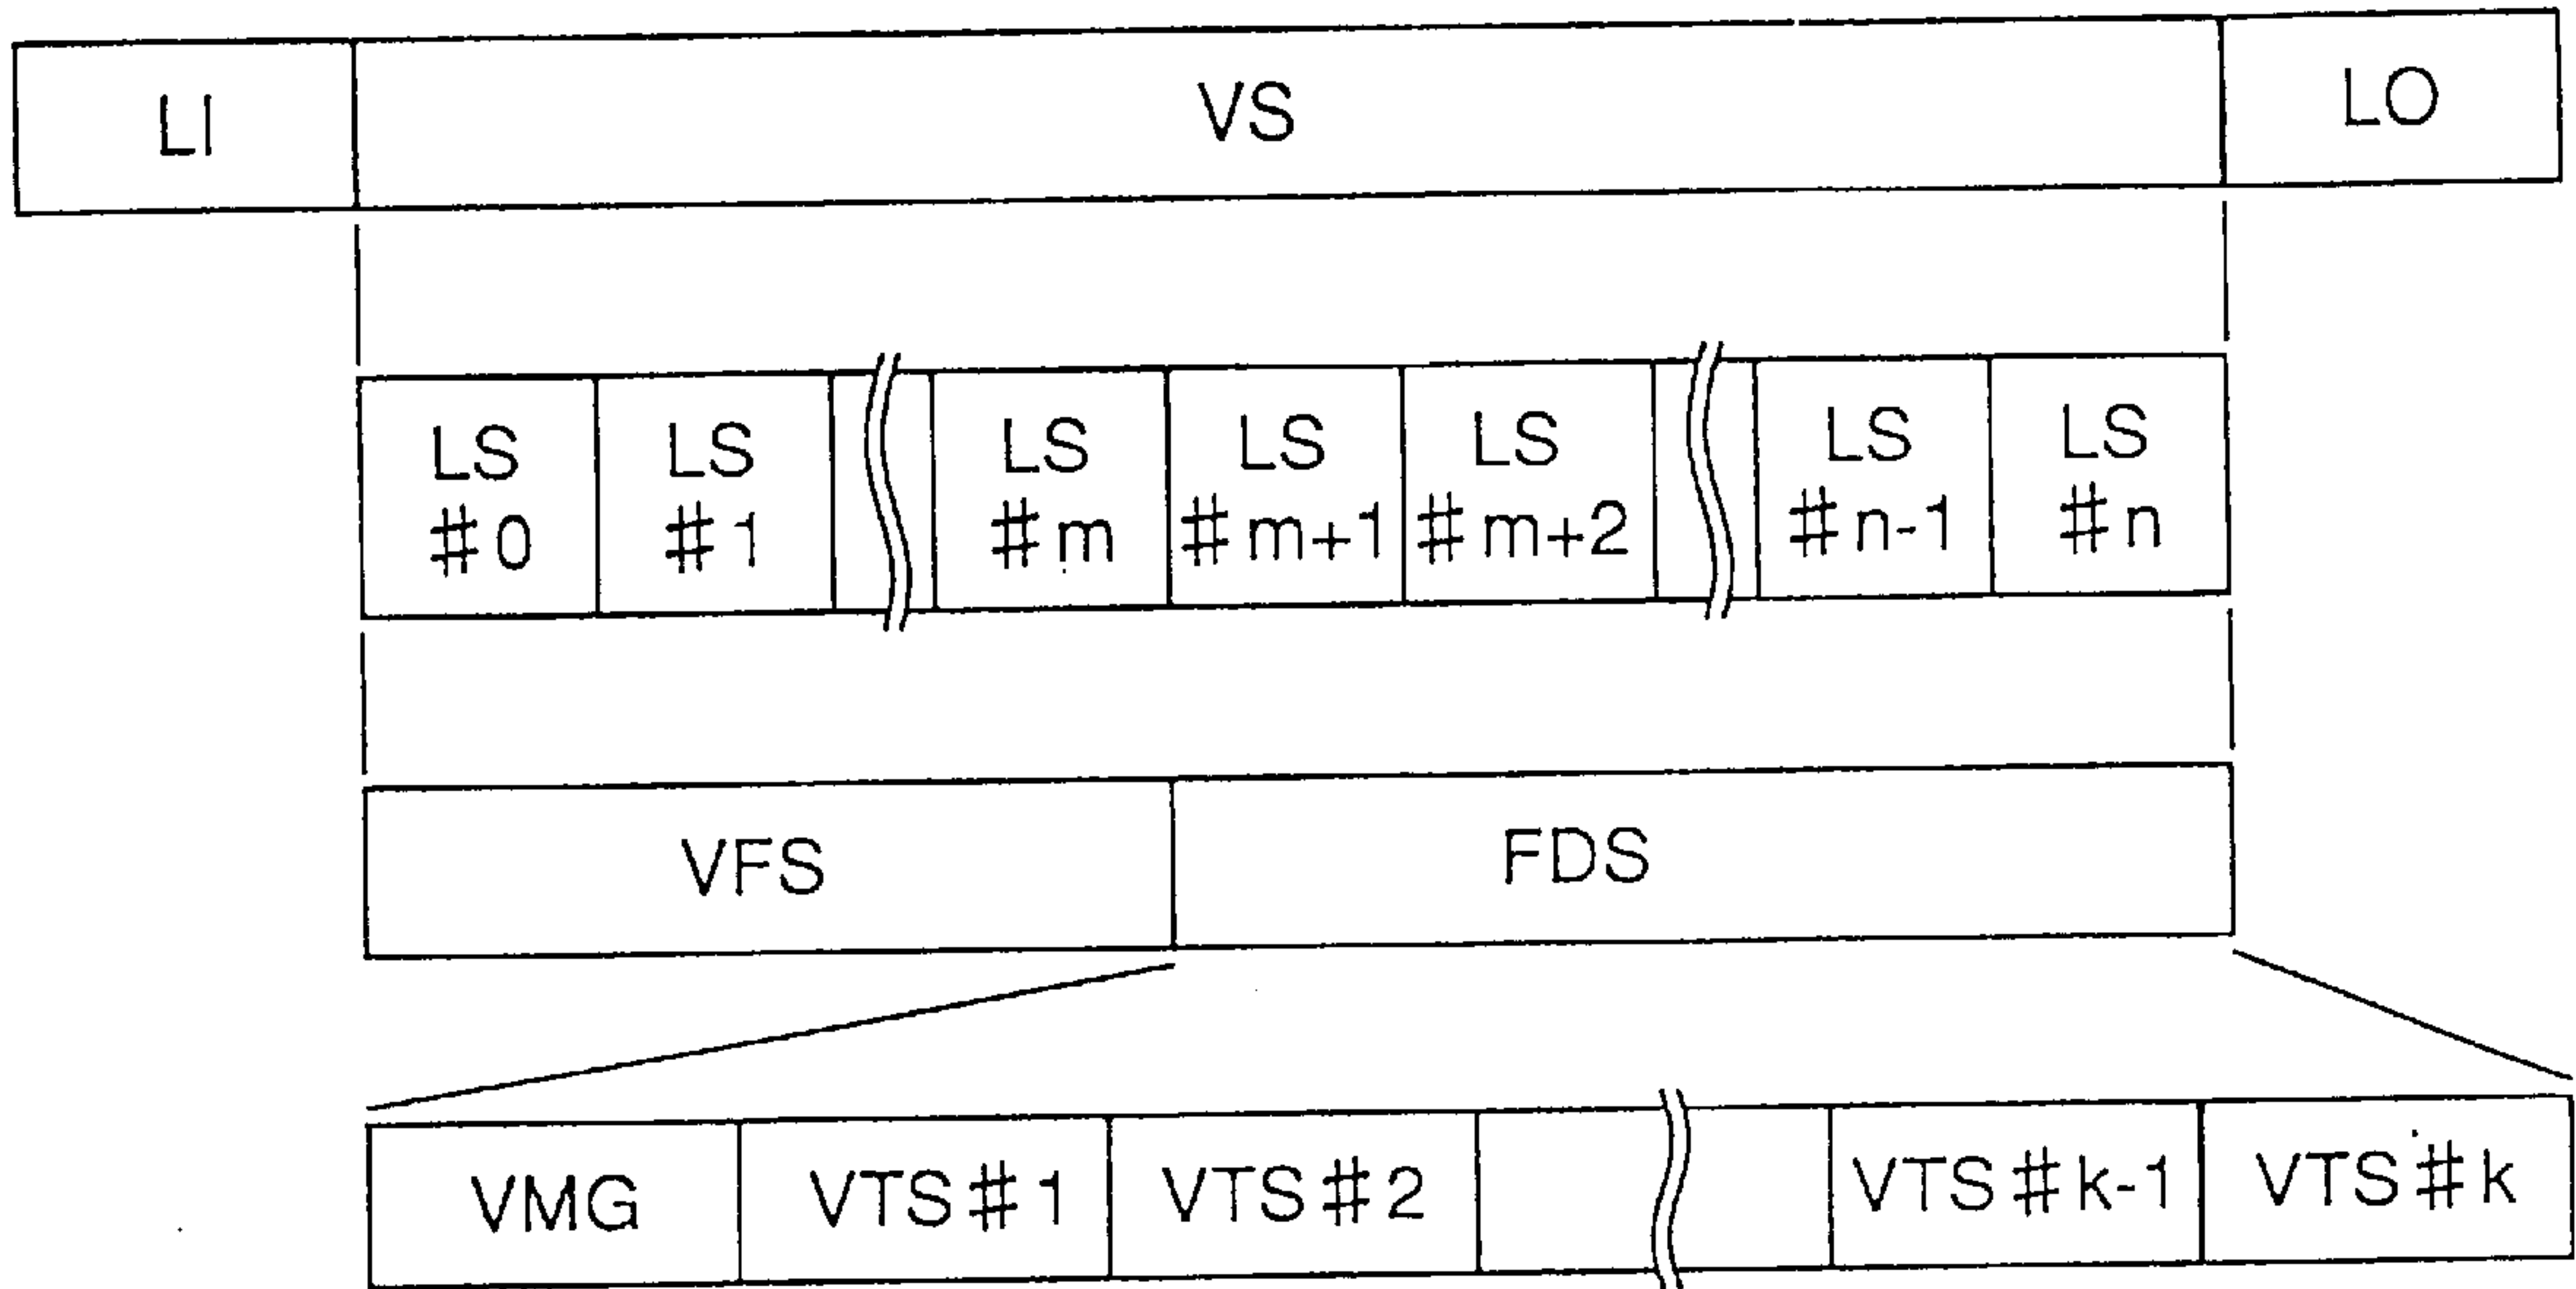 LI VS LO
LS LS LS LS LS LS LS
#0 #1 #m #m+1 #m+2 #n-1 #n
VFS FDS
VMG VTS#1 VTS#2 VTS#k-1 VTS#k